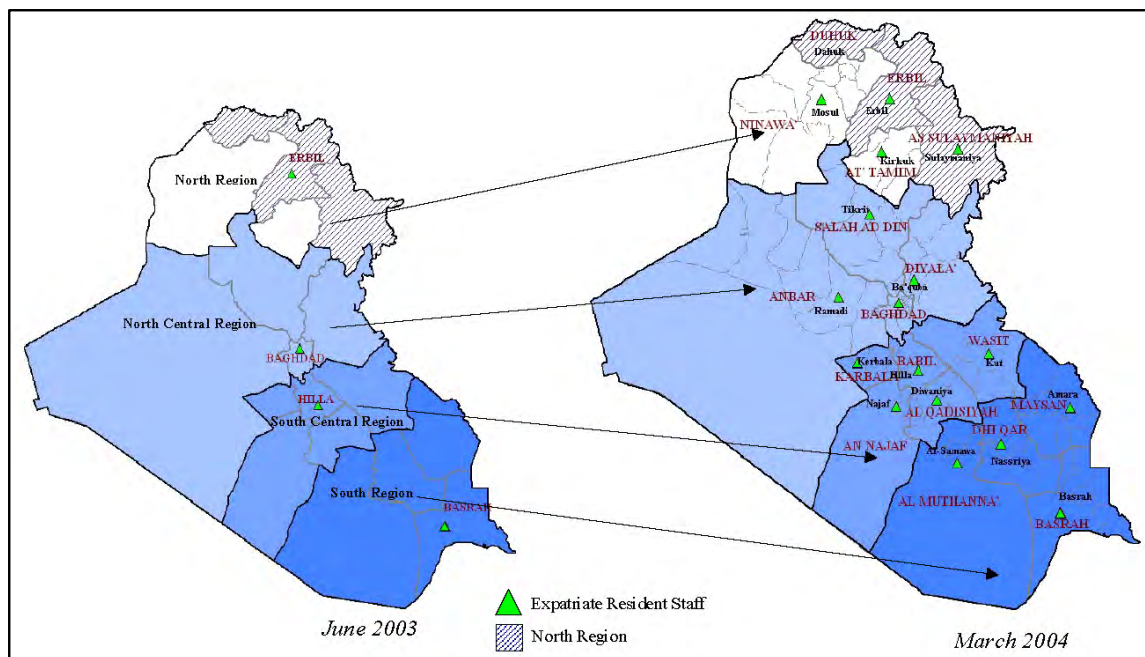 ERBIL
North Region
North Central Region
BAGHDAD
HILLA
South Central Region
South Region
BASRAH
June 2003
DUHUK
Dahuk
ERBIL
Mosul
Erbil
NINAWA'
AS SULAYMANIYAH
Kirkuk
Sulaymaniya
AT' TAMIM
Tikrit
SALAH AD DIN
DIYALA'
Ba'quba
ANBAR
Ramadi
BAGHDAD
WASIT
Kerbala
BABIL
Kut
KARBALA
Hilla
Diwaniya
Amara
Najaf
AL QADISIYAH
MAYSAN
DHI QAR
AN NAJAF
Al-Samawa
Nassriya
AL MUTHANNA'
Basrah
BASRAH
March 2004
Expatriate Resident Staff
North Region